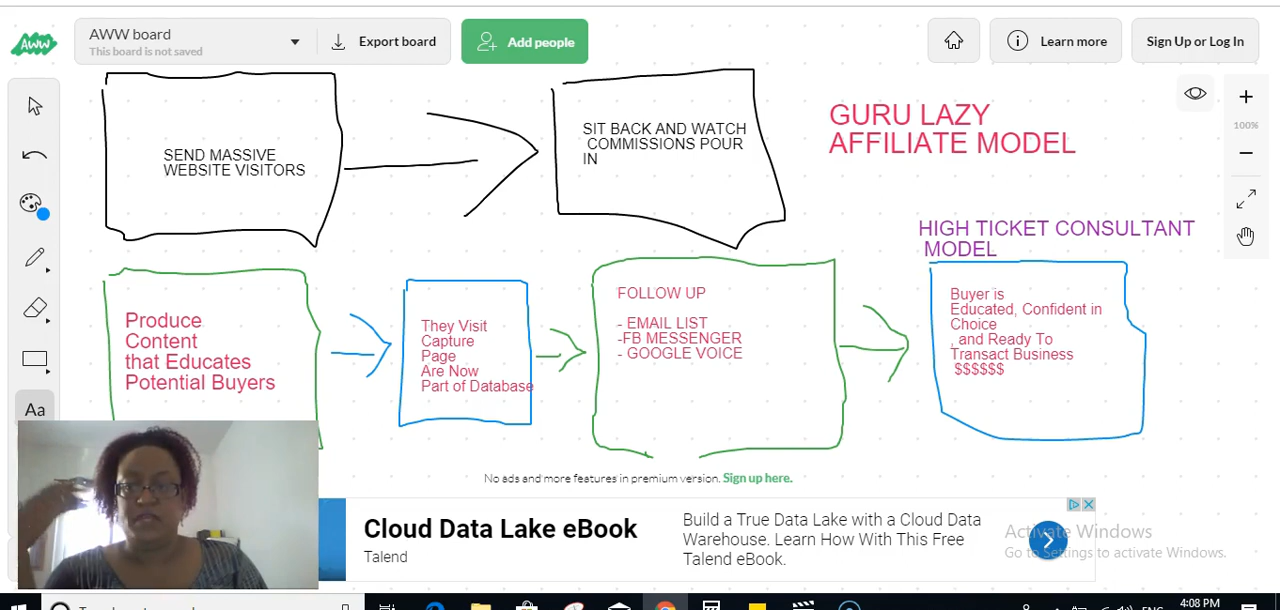 AWW
AWW board
This board is not saved
Export board
Add people
Learn more
Sign Up or Log In
100%
SEND MASSIVE
WEBSITE VISITORS
SIT BACK AND WATCH
COMMISSIONS POUR
IN
GURU LAZY
AFFILIATE MODEL
HIGH TICKET CONSULTANT
MODEL
Produce
Content
that Educates
Potential Buyers
They Visit
Capture
Page
Are Now
Part of Database
FOLLOW UP
- EMAIL LIST
-FB MESSENGER
- GOOGLE VOICE
Buyer is
Educated, Confident in
Choice
, and Ready To
Transact Business
$$$$$$
Aa
No ads and more features in premium version. Sign up here.
Cloud Data Lake eBook
Talend
Build a True Data Lake with a Cloud Data
Warehouse. Learn How With This Free
Talend eBook.
Activate Windows
Go to Settings to activate Windows.
4:08 PM